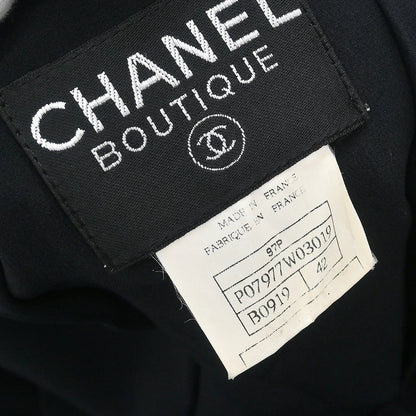 CHANEL
BOUTIQUE
MADE IN FRANCE
FABRIQUE EN FRANCE
97P
P07977W03019
B0919 42